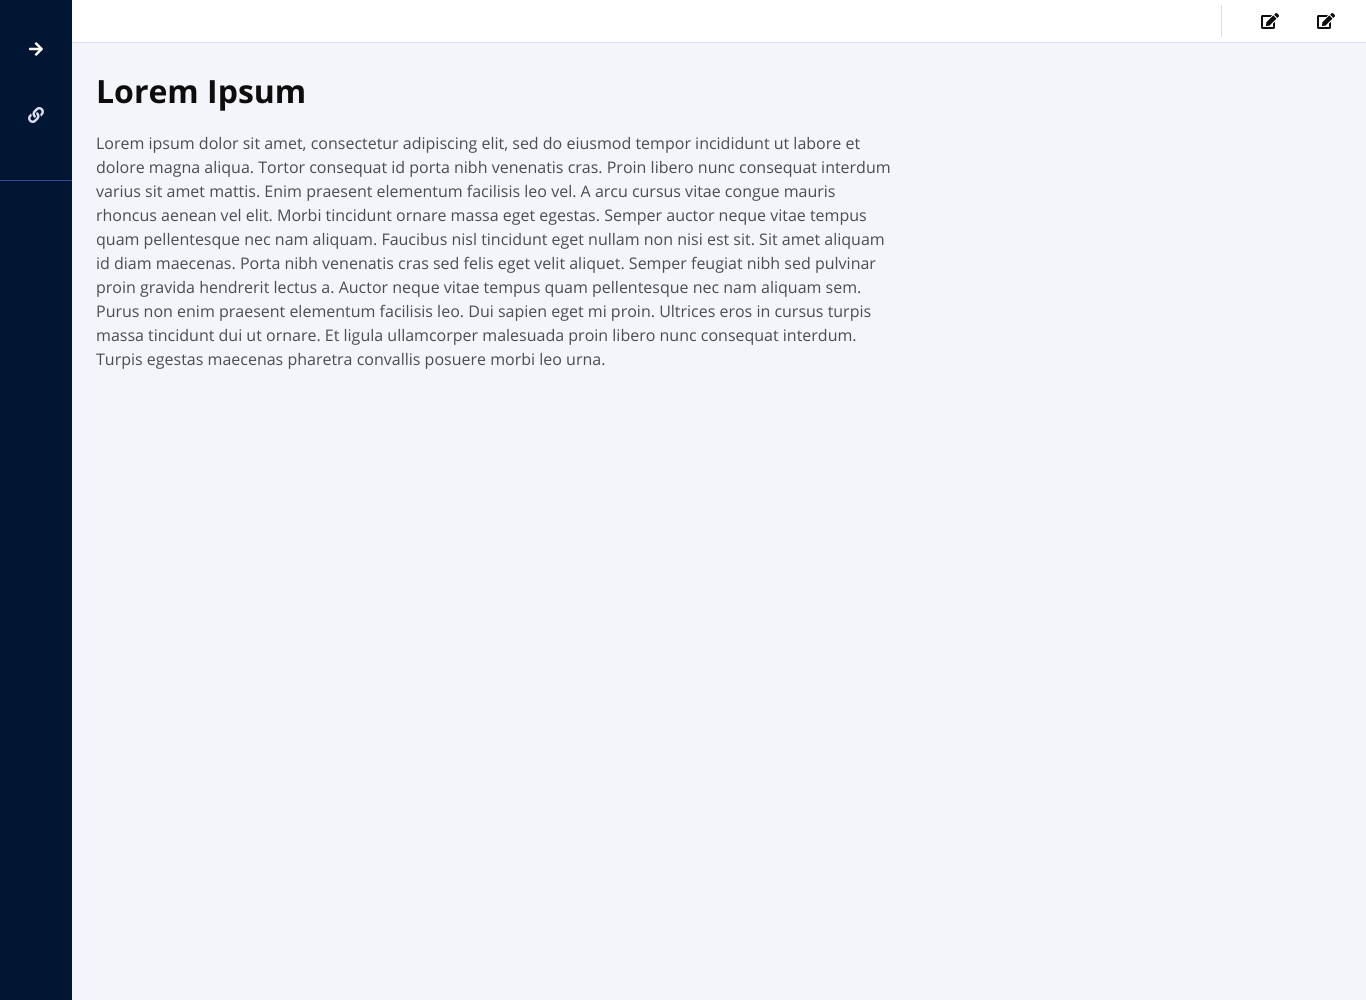 Lorem Ipsum
Lorem ipsum dolor sit amet, consectetur adipiscing elit, sed do eiusmod tempor incididunt ut labore et
dolore magna aliqua. Tortor consequat id porta nibh venenatis cras. Proin libero nunc consequat interdum
varius sit amet mattis. Enim praesent elementum facilisis leo vel. A arcu cursus vitae congue mauris
rhoncus aenean vel elit. Morbi tincidunt ornare massa eget egestas. Semper auctor neque vitae tempus
quam pellentesque nec nam aliquam. Faucibus nisl tincidunt eget nullam non nisi est sit. Sit amet aliquam
id diam maecenas. Porta nibh venenatis cras sed felis eget velit aliquet. Semper feugiat nibh sed pulvinar
proin gravida hendrerit lectus a. Auctor neque vitae tempus quam pellentesque nec nam aliquam sem.
Purus non enim praesent elementum facilisis leo. Dui sapien eget mi proin. Ultrices eros in cursus turpis
massa tincidunt dui ut ornare. Et ligula ullamcorper malesuada proin libero nunc consequat interdum.
Turpis egestas maecenas pharetra convallis posuere morbi leo urna.